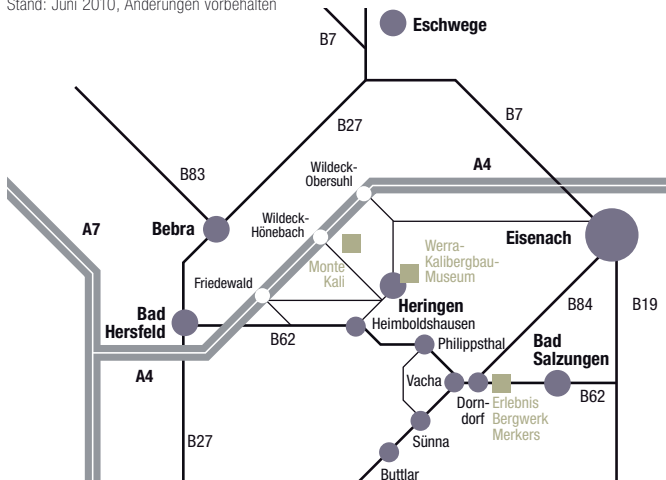 Stand: Juni 2010, Änderungen vorbehalten
Eschwege
B7
B27
B7
B83
Wildeck-
Obersuhl
A4
A7
Bebra
Wildeck-
Hönebach
Eisenach
Monte
Kali
Werra-
Kalibergbau-
Museum
Friedewald
Heringen
B84
B19
Bad
Hersfeld
Heimboldshausen
B62
Philippsthal
Bad
Salzungen
A4
Vacha
Dorn-
dorf
Erlebnis
Bergwerk
Merkers
B62
B27
Sünna
Buttlar